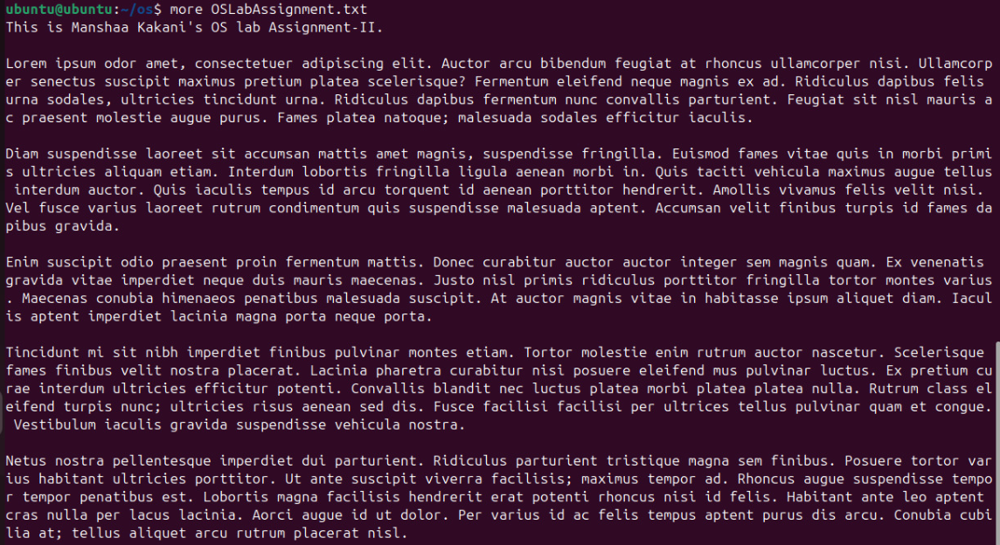 ubuntu@ubuntu:~/os$ more OSLabAssignment.txt
This is Manshaa Kakani's OS lab Assignment-II.
Lorem ipsum odor amet, consectetuer adipiscing elit. Auctor arcu bibendum feugiat at rhoncus ullamcorper nisi. Ullamcorp
er senectus suscipit maximus pretium platea scelerisque? Fermentum eleifend neque magnis ex ad. Ridiculus dapibus felis
urna sodales, ultricies tincidunt urna. Ridiculus dapibus fermentum nunc convallis parturient. Feugiat sit nisl mauris a
c praesent molestie augue purus. Fames platea natoque; malesuada sodales efficitur iaculis.
Diam suspendisse laoreet sit accumsan mattis amet magnis, suspendisse fringilla. Euismod fames vitae quis in morbi primi
s ultricies aliquam etiam. Interdum lobortis fringilla ligula aenean morbi in. Quis taciti vehicula maximus augue tellus
 interdum auctor. Quis iaculis tempus id arcu torquent id aenean porttitor hendrerit. Amollis vivamus felis velit nisi.
Vel fusce varius laoreet rutrum condimentum quis suspendisse malesuada aptent. Accumsan velit finibus turpis id fames da
pibus gravida.
Enim suscipit odio praesent proin fermentum mattis. Donec curabitur auctor auctor integer sem magnis quam. Ex venenatis
gravida vitae imperdiet neque duis mauris maecenas. Justo nisl primis ridiculus porttitor fringilla tortor montes varius
. Maecenas conubia himenaeos penatibus malesuada suscipit. At auctor magnis vitae in habitasse ipsum aliquet diam. Iacul
is aptent imperdiet lacinia magna porta neque porta.
Tincidunt mi sit nibh imperdiet finibus pulvinar montes etiam. Tortor molestie enim rutrum auctor nascetur. Scelerisque
fames finibus velit nostra placerat. Lacinia pharetra curabitur nisi posuere eleifend mus pulvinar luctus. Ex pretium cu
rae interdum ultricies efficitur potenti. Convallis blandit nec luctus platea morbi platea platea nulla. Rutrum class el
eifend turpis nunc; ultricies risus aenean sed dis. Fusce facilisi facilisi per ultrices tellus pulvinar quam et congue.
 Vestibulum iaculis gravida suspendisse vehicula nostra.
Netus nostra pellentesque imperdiet dui parturient. Ridiculus parturient tristique magna sem finibus. Posuere tortor var
ius habitant ultricies porttitor. Ut ante suscipit viverra facilisis; maximus tempor ad. Rhoncus augue suspendisse tempo
r tempor penatibus est. Lobortis magna facilisis hendrerit erat potenti rhoncus nisi id felis. Habitant ante leo aptent
cras nulla per lacus lacinia. Aorci augue id ut dolor. Per varius id ac felis tempus aptent purus dis arcu. Conubia cubi
lia at; tellus aliquet arcu rutrum placerat nisl.